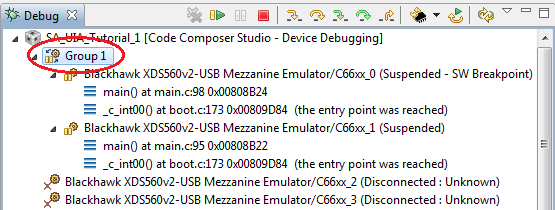 Debug
SA_UIA_Tutorial_1 [Code Composer Studio - Device Debugging]
Group 1
Blackhawk XDS560v2-USB Mezzanine Emulator/C66xx_0 (Suspended - SW Breakpoint)
main() at main.c:98 0x00808B24
_c_int00() at boot.c:173 0x00809D84 (the entry point was reached)
Blackhawk XDS560v2-USB Mezzanine Emulator/C66xx_1 (Suspended)
main() at main.c:95 0x00808B22
_c_int00() at boot.c:173 0x00809D84 (the entry point was reached)
Blackhawk XDS560v2-USB Mezzanine Emulator/C66xx_2 (Disconnected : Unknown)
Blackhawk XDS560v2-USB Mezzanine Emulator/C66xx_3 (Disconnected : Unknown)